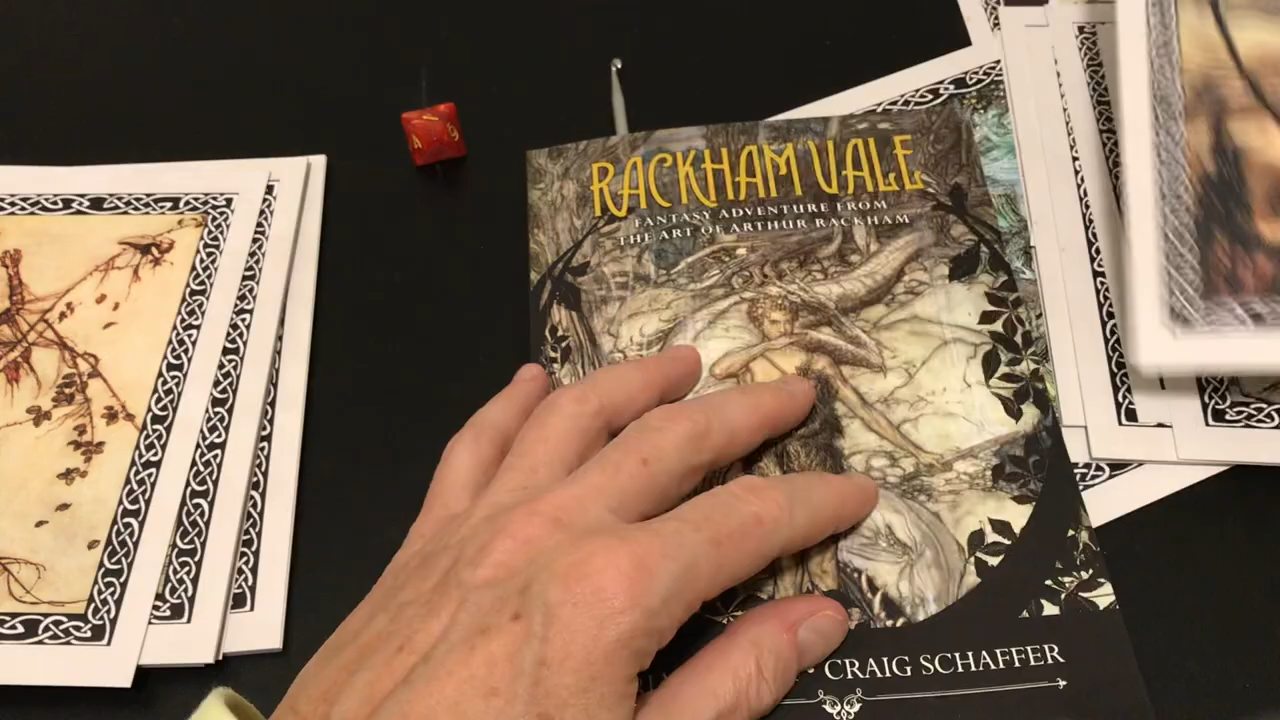 RACKHAM VALE
FANTASY ADVENTURE FROM
THE ART OF ARTHUR RACKHAM
CRAIG SCHAFFER